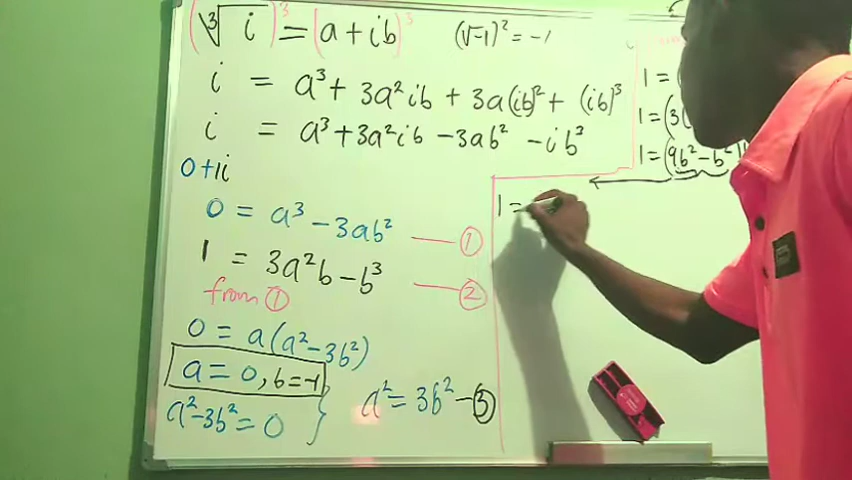 (∛i)³ = (a+ib)³ (√-1)² = -1
i = a³ + 3a²ib + 3a(ib)² + (ib)³
i = a³ + 3a²ib - 3ab² - ib³
0+1i
0 = a³ - 3ab² — ①
1 = 3a²b - b³ — ②
from ①
0 = a(a² - 3b²)
a = 0, b = -1
a² - 3b² = 0
a² = 3b² - ③
1 = (
1 = (3(
1 = (9b² - b²
1 =